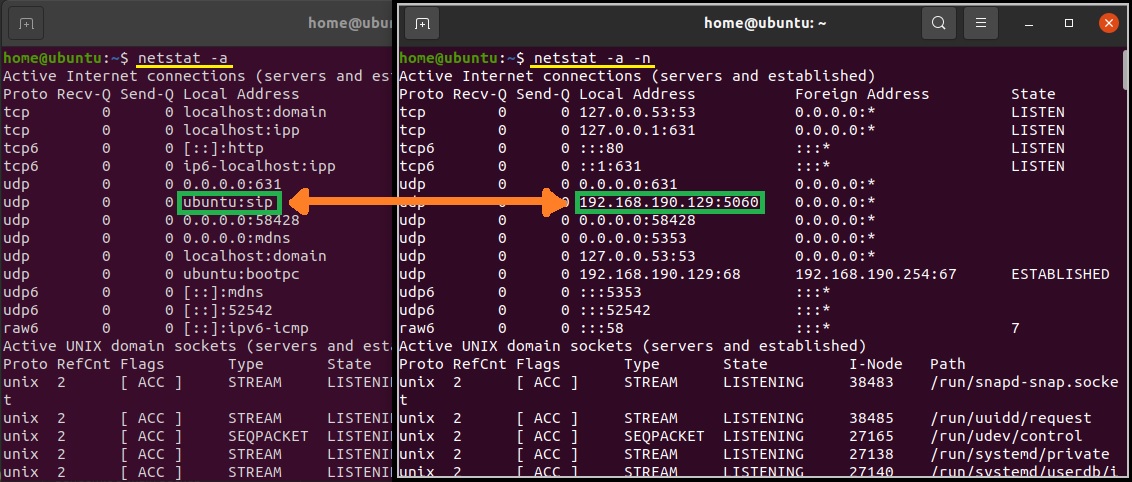 home@ubu
home@ubuntu:~$ netstat -a
Active Internet connections (servers and est
Proto Recv-Q Send-Q Local Address
tcp 0 0 localhost:domain
tcp 0 0 localhost:ipp
tcp6 0 0 [::]:http
tcp6 0 0 ip6-localhost:ipp
udp 0 0 0.0.0.0:631
udp 0 0 ubuntu:sip
udp 0 0 0.0.0.0:58428
udp 0 0 0.0.0.0:mdns
udp 0 0 localhost:domain
udp 0 0 ubuntu:bootpc
udp6 0 0 [::]:mdns
udp6 0 0 [::]:52542
raw6 0 0 [::]:ipv6-icmp
Active UNIX domain sockets (servers and esta
Proto RefCnt Flags Type State
unix 2 [ ACC ] STREAM LISTENI
t
unix 2 [ ACC ] STREAM LISTENI
unix 2 [ ACC ] SEQPACKET LISTENI
unix 2 [ ACC ] STREAM LISTENI
unix 2 [ ACC ] STREAM LISTENI
home@ubuntu: ~
home@ubuntu:~$ netstat -a -n
Active Internet connections (servers and established)
Proto Recv-Q Send-Q Local Address Foreign Address State
tcp 0 0 127.0.0.53:53 0.0.0.0:* LISTEN
tcp 0 0 127.0.0.1:631 0.0.0.0:* LISTEN
tcp6 0 0 :::80 :::* LISTEN
tcp6 0 0 ::1:631 :::* LISTEN
udp 0 0 0.0.0.0:631 0.0.0.0:*
udp 0 0 192.168.190.129:5060 0.0.0.0:*
udp 0 0 0.0.0.0:58428 0.0.0.0:*
udp 0 0 0.0.0.0:5353 0.0.0.0:*
udp 0 0 127.0.0.53:53 0.0.0.0:*
udp 0 0 192.168.190.129:68 192.168.190.254:67 ESTABLISHED
udp6 0 0 :::5353 :::*
udp6 0 0 :::52542 :::*
raw6 0 0 :::58 :::* 7
Active UNIX domain sockets (servers and established)
Proto RefCnt Flags Type State I-Node Path
unix 2 [ ACC ] STREAM LISTENING 38483 /run/snapd-snap.socke
t
unix 2 [ ACC ] STREAM LISTENING 38485 /run/uuidd/request
unix 2 [ ACC ] SEQPACKET LISTENING 27165 /run/udev/control
unix 2 [ ACC ] STREAM LISTENING 27138 /run/systemd/private
unix 2 [ ACC ] STREAM LISTENING 27140 /run/systemd/userdb/i